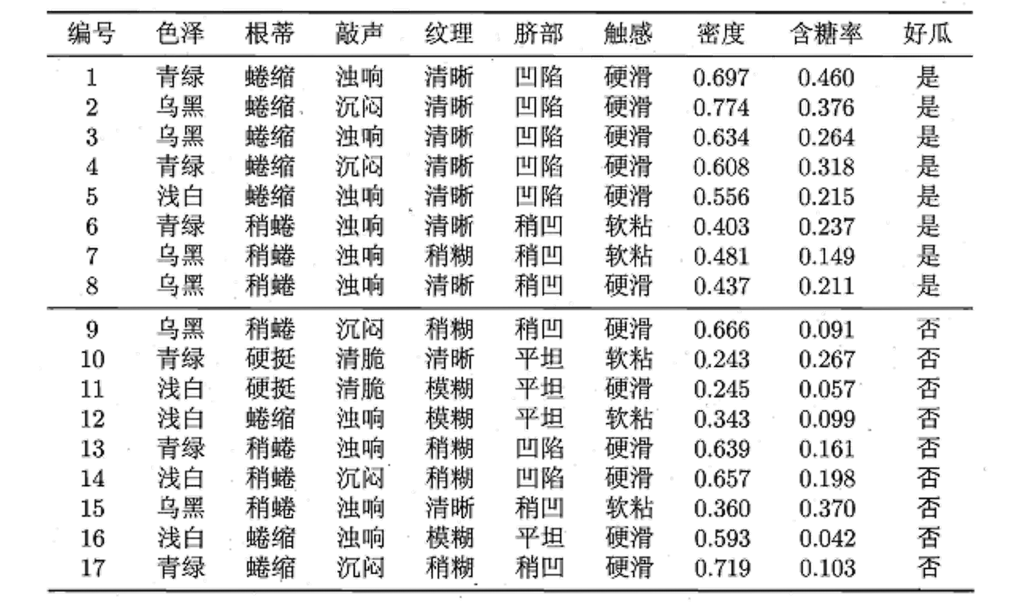 编号 色泽 根蒂 敲声 纹理 脐部 触感 密度 含糖率 好瓜
1 青绿 蜷缩 浊响 清晰 凹陷 硬滑 0.697 0.460 是
2 乌黑 蜷缩 沉闷 清晰 凹陷 硬滑 0.774 0.376 是
3 乌黑 蜷缩 浊响 清晰 凹陷 硬滑 0.634 0.264 是
4 青绿 蜷缩 沉闷 清晰 凹陷 硬滑 0.608 0.318 是
5 浅白 蜷缩 浊响 清晰 凹陷 硬滑 0.556 0.215 是
6 青绿 稍蜷 浊响 清晰 稍凹 软粘 0.403 0.237 是
7 乌黑 稍蜷 浊响 稍糊 稍凹 软粘 0.481 0.149 是
8 乌黑 稍蜷 浊响 清晰 稍凹 硬滑 0.437 0.211 是
9 乌黑 稍蜷 沉闷 稍糊 稍凹 硬滑 0.666 0.091 否
10 青绿 硬挺 清脆 清晰 平坦 软粘 0.243 0.267 否
11 浅白 硬挺 清脆 模糊 平坦 硬滑 0.245 0.057 否
12 浅白 蜷缩 浊响 模糊 平坦 软粘 0.343 0.099 否
13 青绿 稍蜷 浊响 稍糊 凹陷 硬滑 0.639 0.161 否
14 浅白 稍蜷 沉闷 稍糊 凹陷 硬滑 0.657 0.198 否
15 乌黑 稍蜷 浊响 清晰 稍凹 软粘 0.360 0.370 否
16 浅白 蜷缩 浊响 模糊 平坦 硬滑 0.593 0.042 否
17 青绿 蜷缩 沉闷 稍糊 稍凹 硬滑 0.719 0.103 否